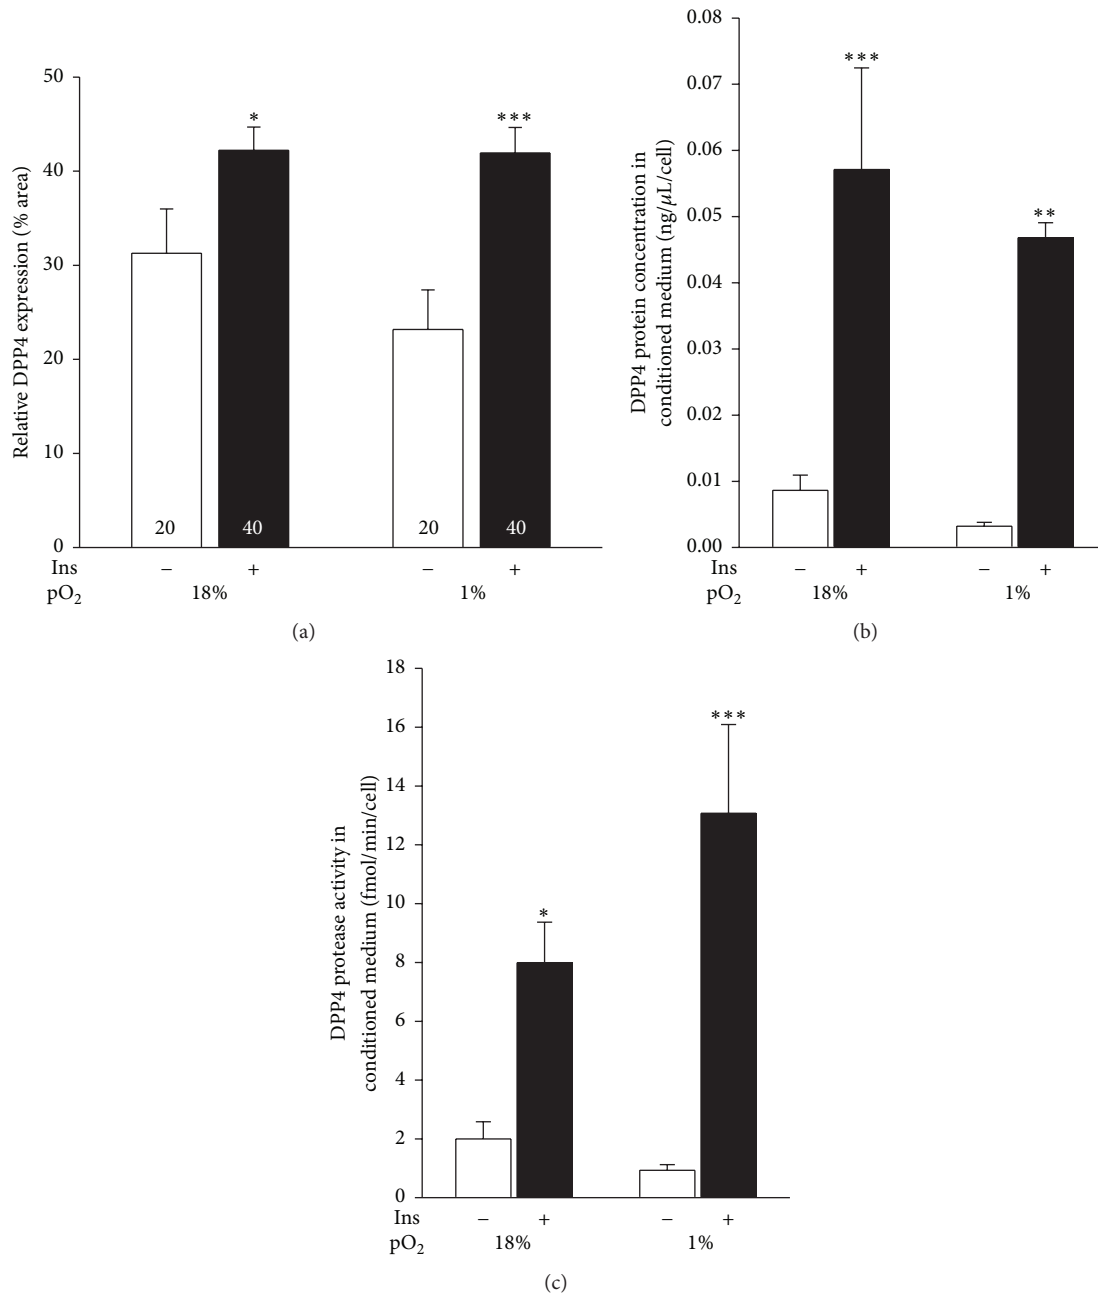 50
40
30
20
10
0
Relative DPP4 expression (% area)
*
***
20
40
20
40
Ins − + − +
pO2 18% 1%
(a)
0.08
0.07
0.06
0.05
0.04
0.03
0.02
0.01
0.00
DPP4 protein concentration in
conditioned medium (ng/μL/cell)
***
**
Ins − + − +
pO2 18% 1%
(b)
18
16
14
12
10
8
6
4
2
0
DPP4 protease activity in
conditioned medium (fmol/min/cell)
*
***
Ins − + − +
pO2 18% 1%
(c)